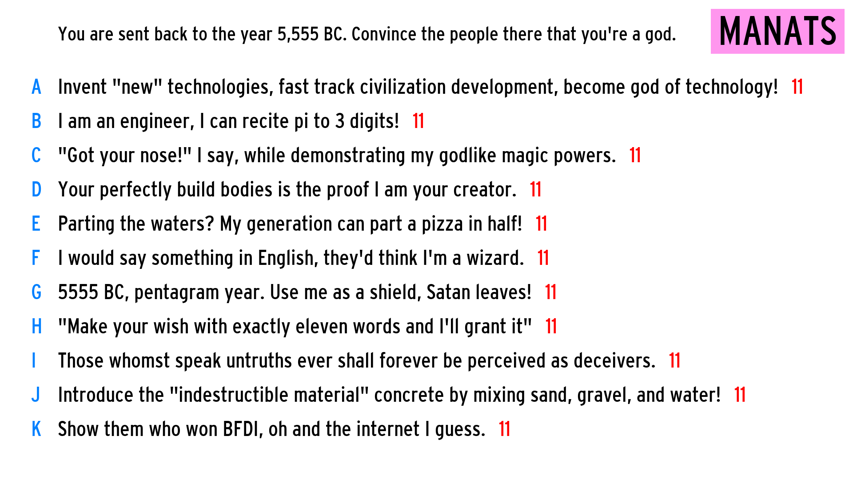 You are sent back to the year 5,555 BC. Convince the people there that you're a god.
MANATS
A Invent "new" technologies, fast track civilization development, become god of technology! 11
B I am an engineer, I can recite pi to 3 digits! 11
C "Got your nose!" I say, while demonstrating my godlike magic powers. 11
D Your perfectly build bodies is the proof I am your creator. 11
E Parting the waters? My generation can part a pizza in half! 11
F I would say something in English, they'd think I'm a wizard. 11
G 5555 BC, pentagram year. Use me as a shield, Satan leaves! 11
H "Make your wish with exactly eleven words and I'll grant it" 11
I Those whomst speak untruths ever shall forever be perceived as deceivers. 11
J Introduce the "indestructible material" concrete by mixing sand, gravel, and water! 11
K Show them who won BFDI, oh and the internet I guess. 11